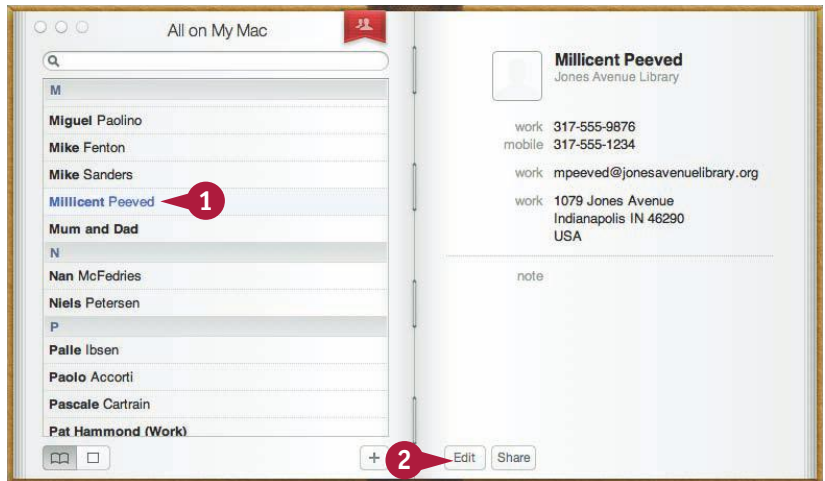 All on My Mac
M
Miguel Paolino
Mike Fenton
Mike Sanders
Millicent Peeved
1
Mum and Dad
N
Nan McFedries
Niels Petersen
P
Palle Ibsen
Paolo Accorti
Pascale Cartrain
Pat Hammond (Work)
+
Millicent Peeved
Jones Avenue Library
work 317-555-9876
mobile 317-555-1234
work mpeeved@jonesavenuelibrary.org
work 1079 Jones Avenue
Indianapolis IN 46290
USA
note
2
Edit Share